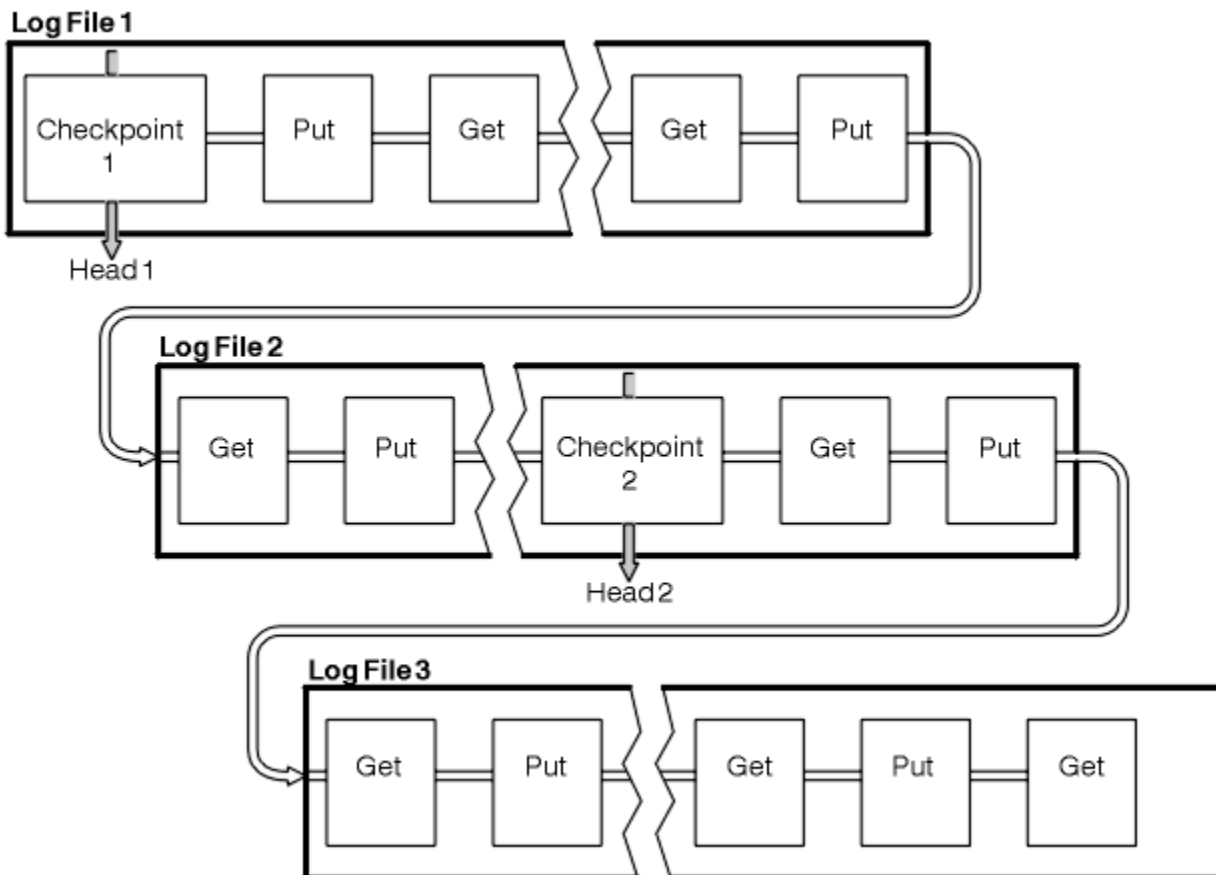 Log File 1
Checkpoint
1
Put
Get
Get
Put
Head 1
Log File 2
Get
Put
Checkpoint
2
Get
Put
Head 2
Log File 3
Get
Put
Get
Put
Get